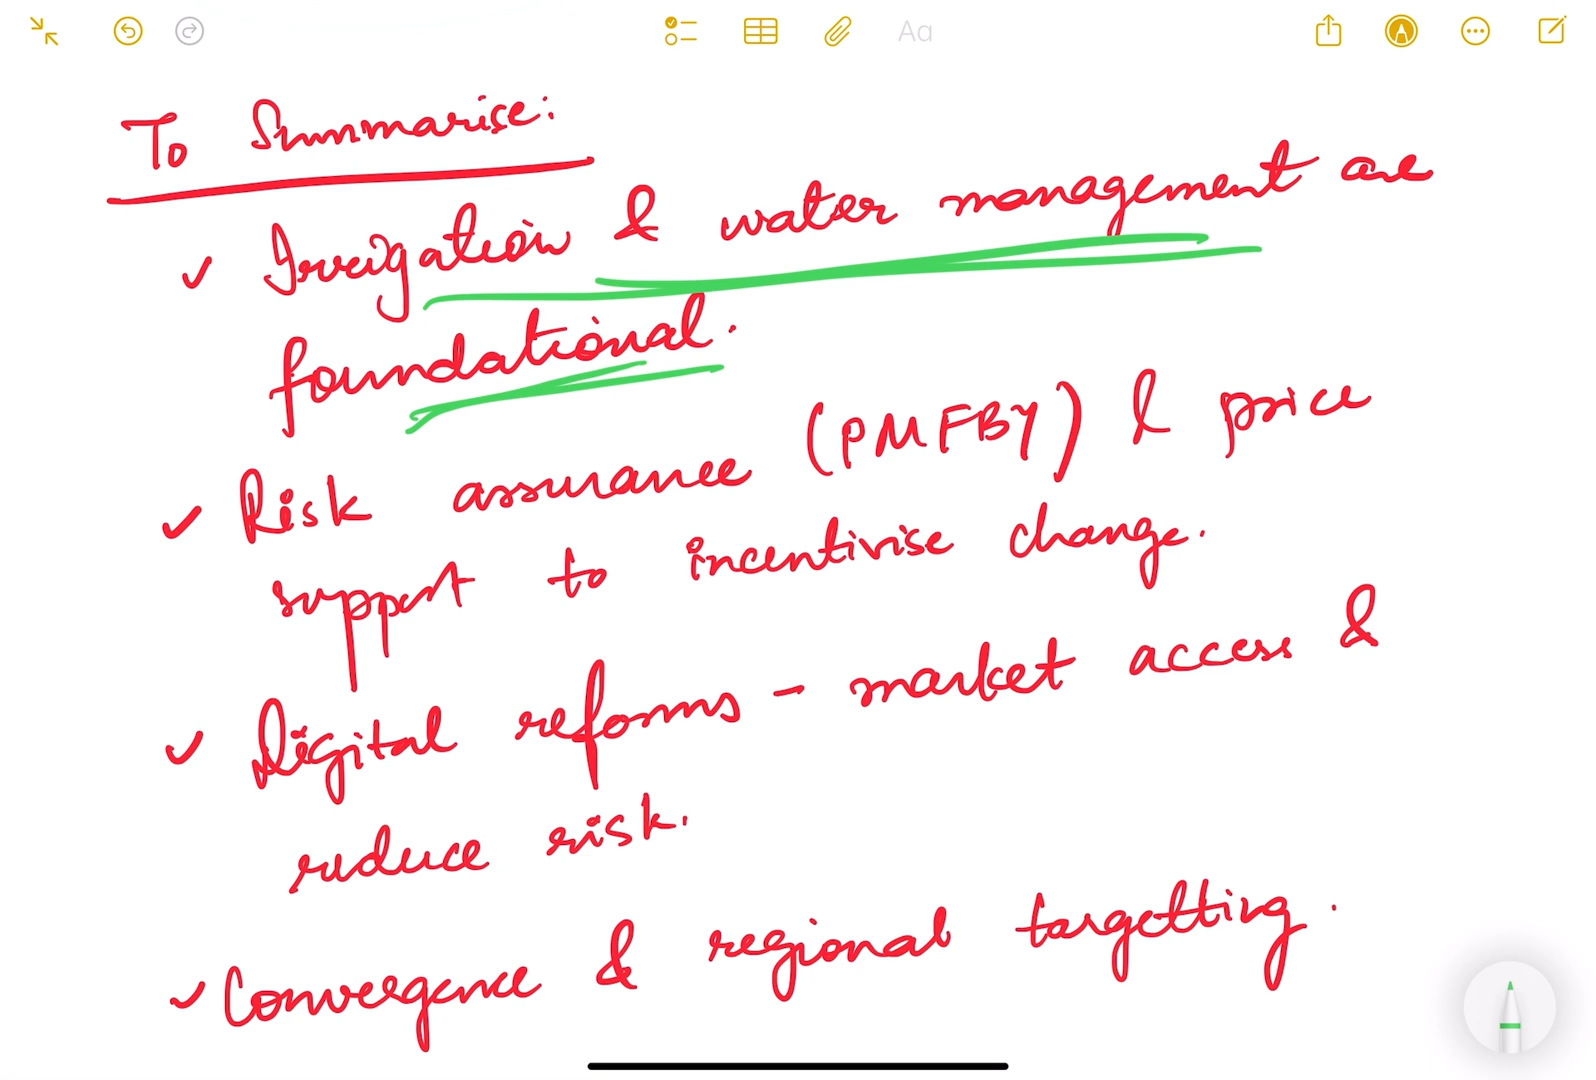 Aa
To Summarise:
✓ Irrigation & water management are
foundational.
✓ Risk assurance (PMFBY) & price
support to incentivise change.
✓ Digital reforms - market access &
reduce risk.
✓ Convergence & regional targetting.